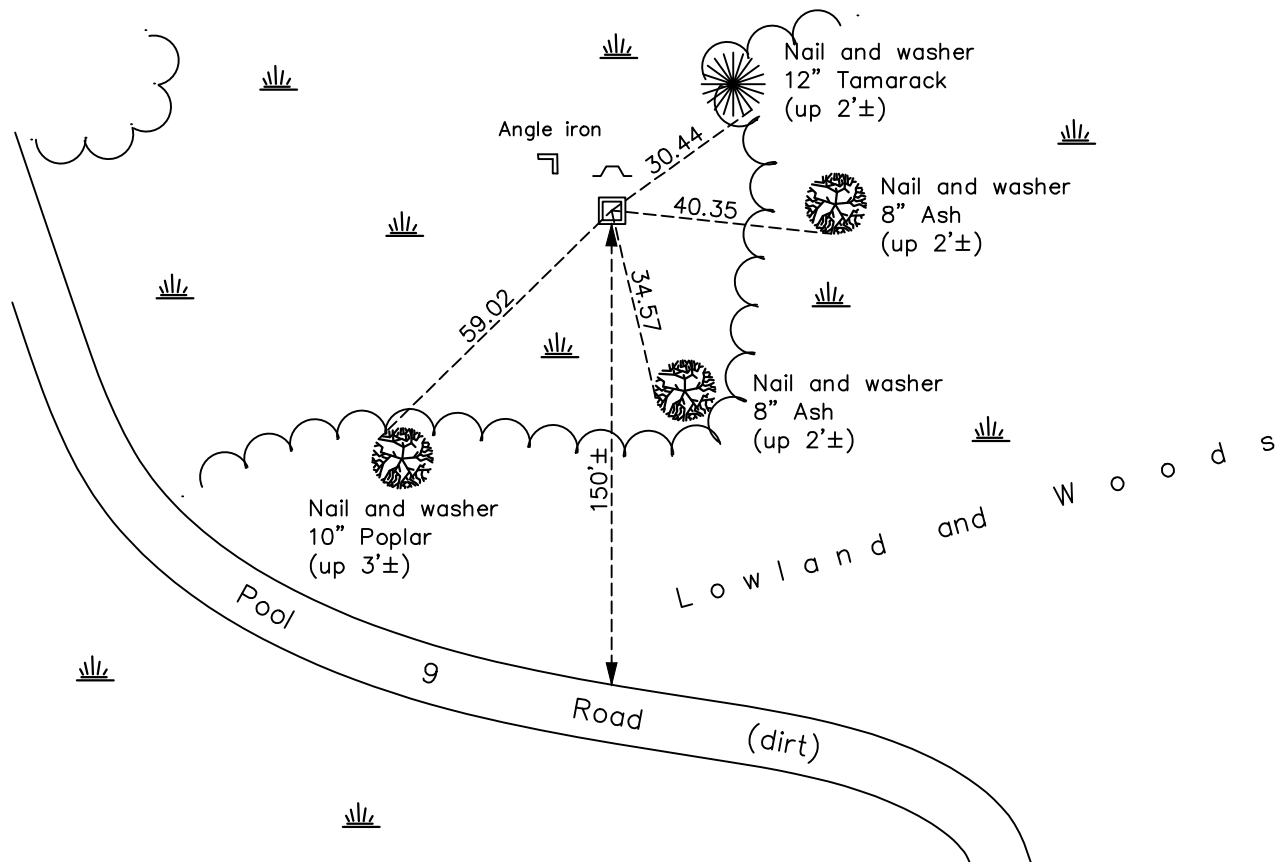 Nail and washer
12” Tamarack
(up 2’±)
Angle iron
30.44
Nail and washer
8” Ash
(up 2’±)
40.35
34.57
59.02
Nail and washer
8” Ash
(up 2’±)
150’±
Nail and washer
10” Poplar
(up 3’±)
Lowland and Woods
Pool 9 Road (dirt)